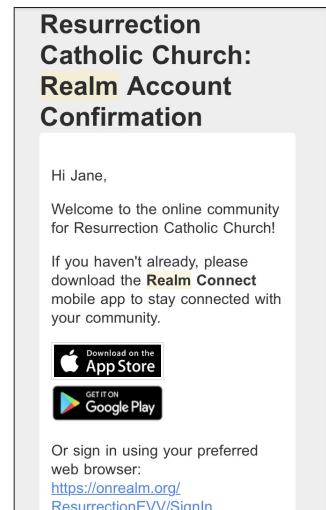 Resurrection
Catholic Church:
Realm Account
Confirmation
Hi Jane,
Welcome to the online community
for Resurrection Catholic Church!
If you haven't already, please
download the Realm Connect
mobile app to stay connected with
your community.
Download on the
App Store
GET IT ON
Google Play
Or sign in using your preferred
web browser:
https://onrealm.org/
ResurrectionEVV/SignIn